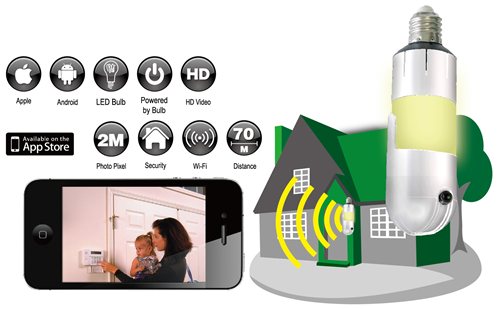 Apple
Android
LED Bulb
Powered
by Bulb
HD
HD Video
Available on the
App Store
2M
Photo Pixel
Security
Wi-Fi
70
M
Distance